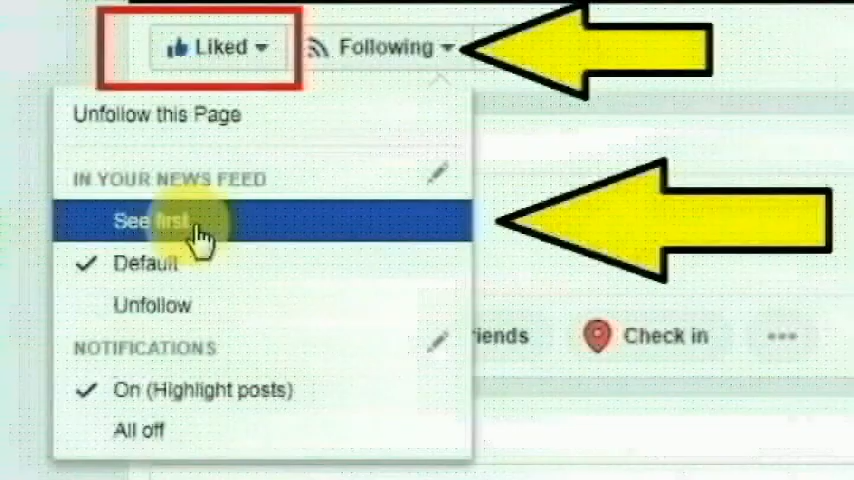 Liked Following
Unfollow this Page
IN YOUR NEWS FEED
See first
Default
Unfollow
riends Check in
NOTIFICATIONS
On (Highlight posts)
All off